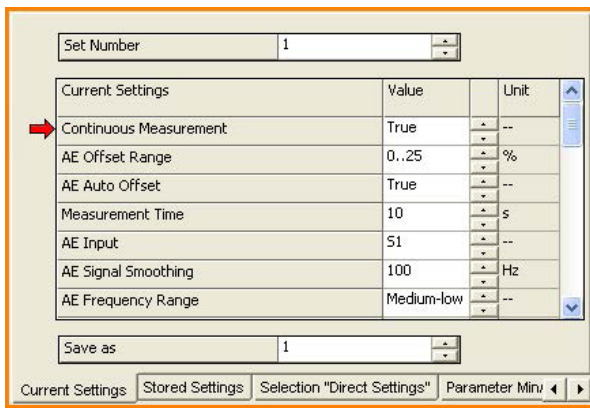 Set Number 1
Current Settings Value Unit
Continuous Measurement True --
AE Offset Range 0..25 %
AE Auto Offset True --
Measurement Time 10 s
AE Input S1 --
AE Signal Smoothing 100 Hz
AE Frequency Range Medium-low --
Save as 1
Current Settings Stored Settings Selection "Direct Settings" Parameter Min/